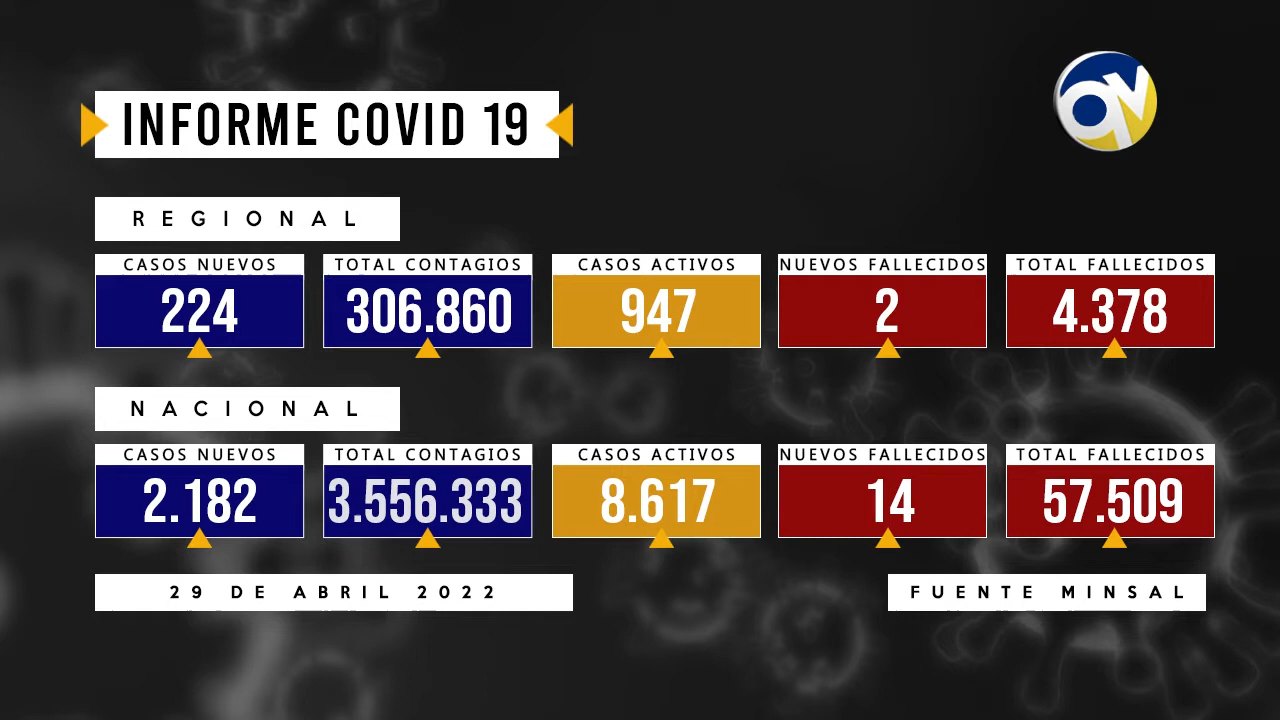 INFORME COVID 19
REGIONAL
CASOS NUEVOS TOTAL CONTAGIOS CASOS ACTIVOS NUEVOS FALLECIDOS TOTAL FALLECIDOS
224 306.860 947 2 4.378
NACIONAL
CASOS NUEVOS TOTAL CONTAGIOS CASOS ACTIVOS NUEVOS FALLECIDOS TOTAL FALLECIDOS
2.182 3.556.333 8.617 14 57.509
29 DE ABRIL 2022 FUENTE MINSAL